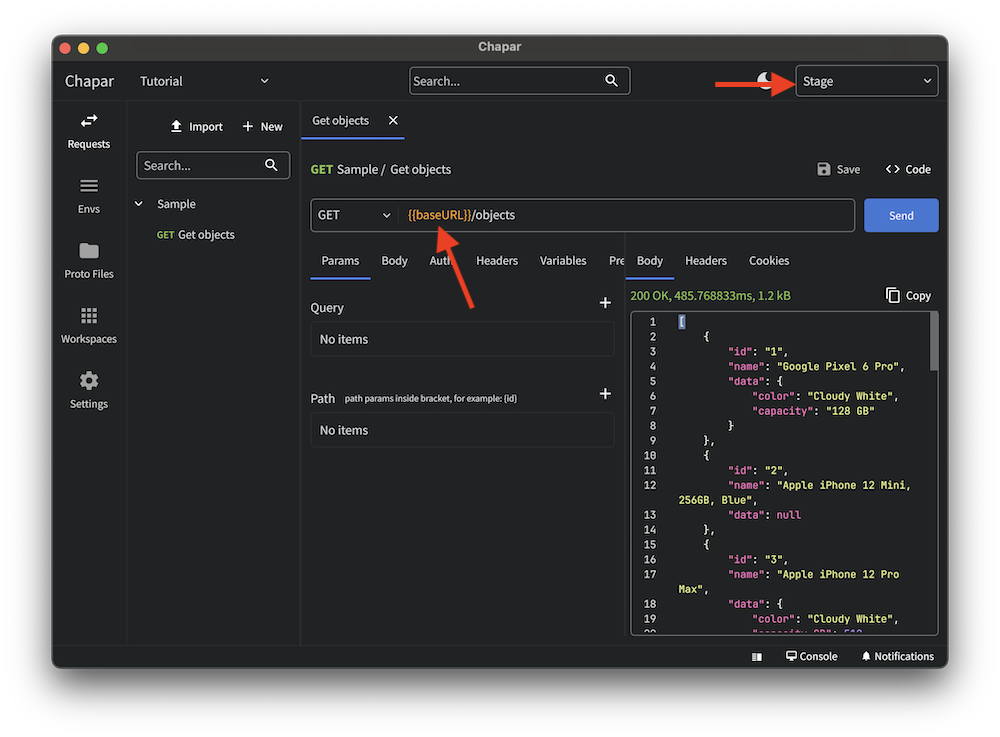 Chapar
Chapar
Tutorial
Search...
Stage
Requests
Envs
Proto Files
Workspaces
Settings
Import
New
Search...
Sample
GET Get objects
Get objects
GET Sample / Get objects
Save
Code
GET
{{baseURL}}/objects
Send
Params
Body
Auth
Headers
Variables
Pre
Query
No items
Path path params inside bracket, for example: {id}
No items
Body
Headers
Cookies
200 OK, 485.768833ms, 1.2 kB
Copy
1 [
2 {
3 "id": "1",
4 "name": "Google Pixel 6 Pro",
5 "data": {
6 "color": "Cloudy White",
7 "capacity": "128 GB"
8 }
9 },
10 {
11 "id": "2",
12 "name": "Apple iPhone 12 Mini,
256GB, Blue",
13 "data": null
14 },
15 {
16 "id": "3",
17 "name": "Apple iPhone 12 Pro
Max",
18 "data": {
19 "color": "Cloudy White",
20 "capacity GB": 512
Console
Notifications